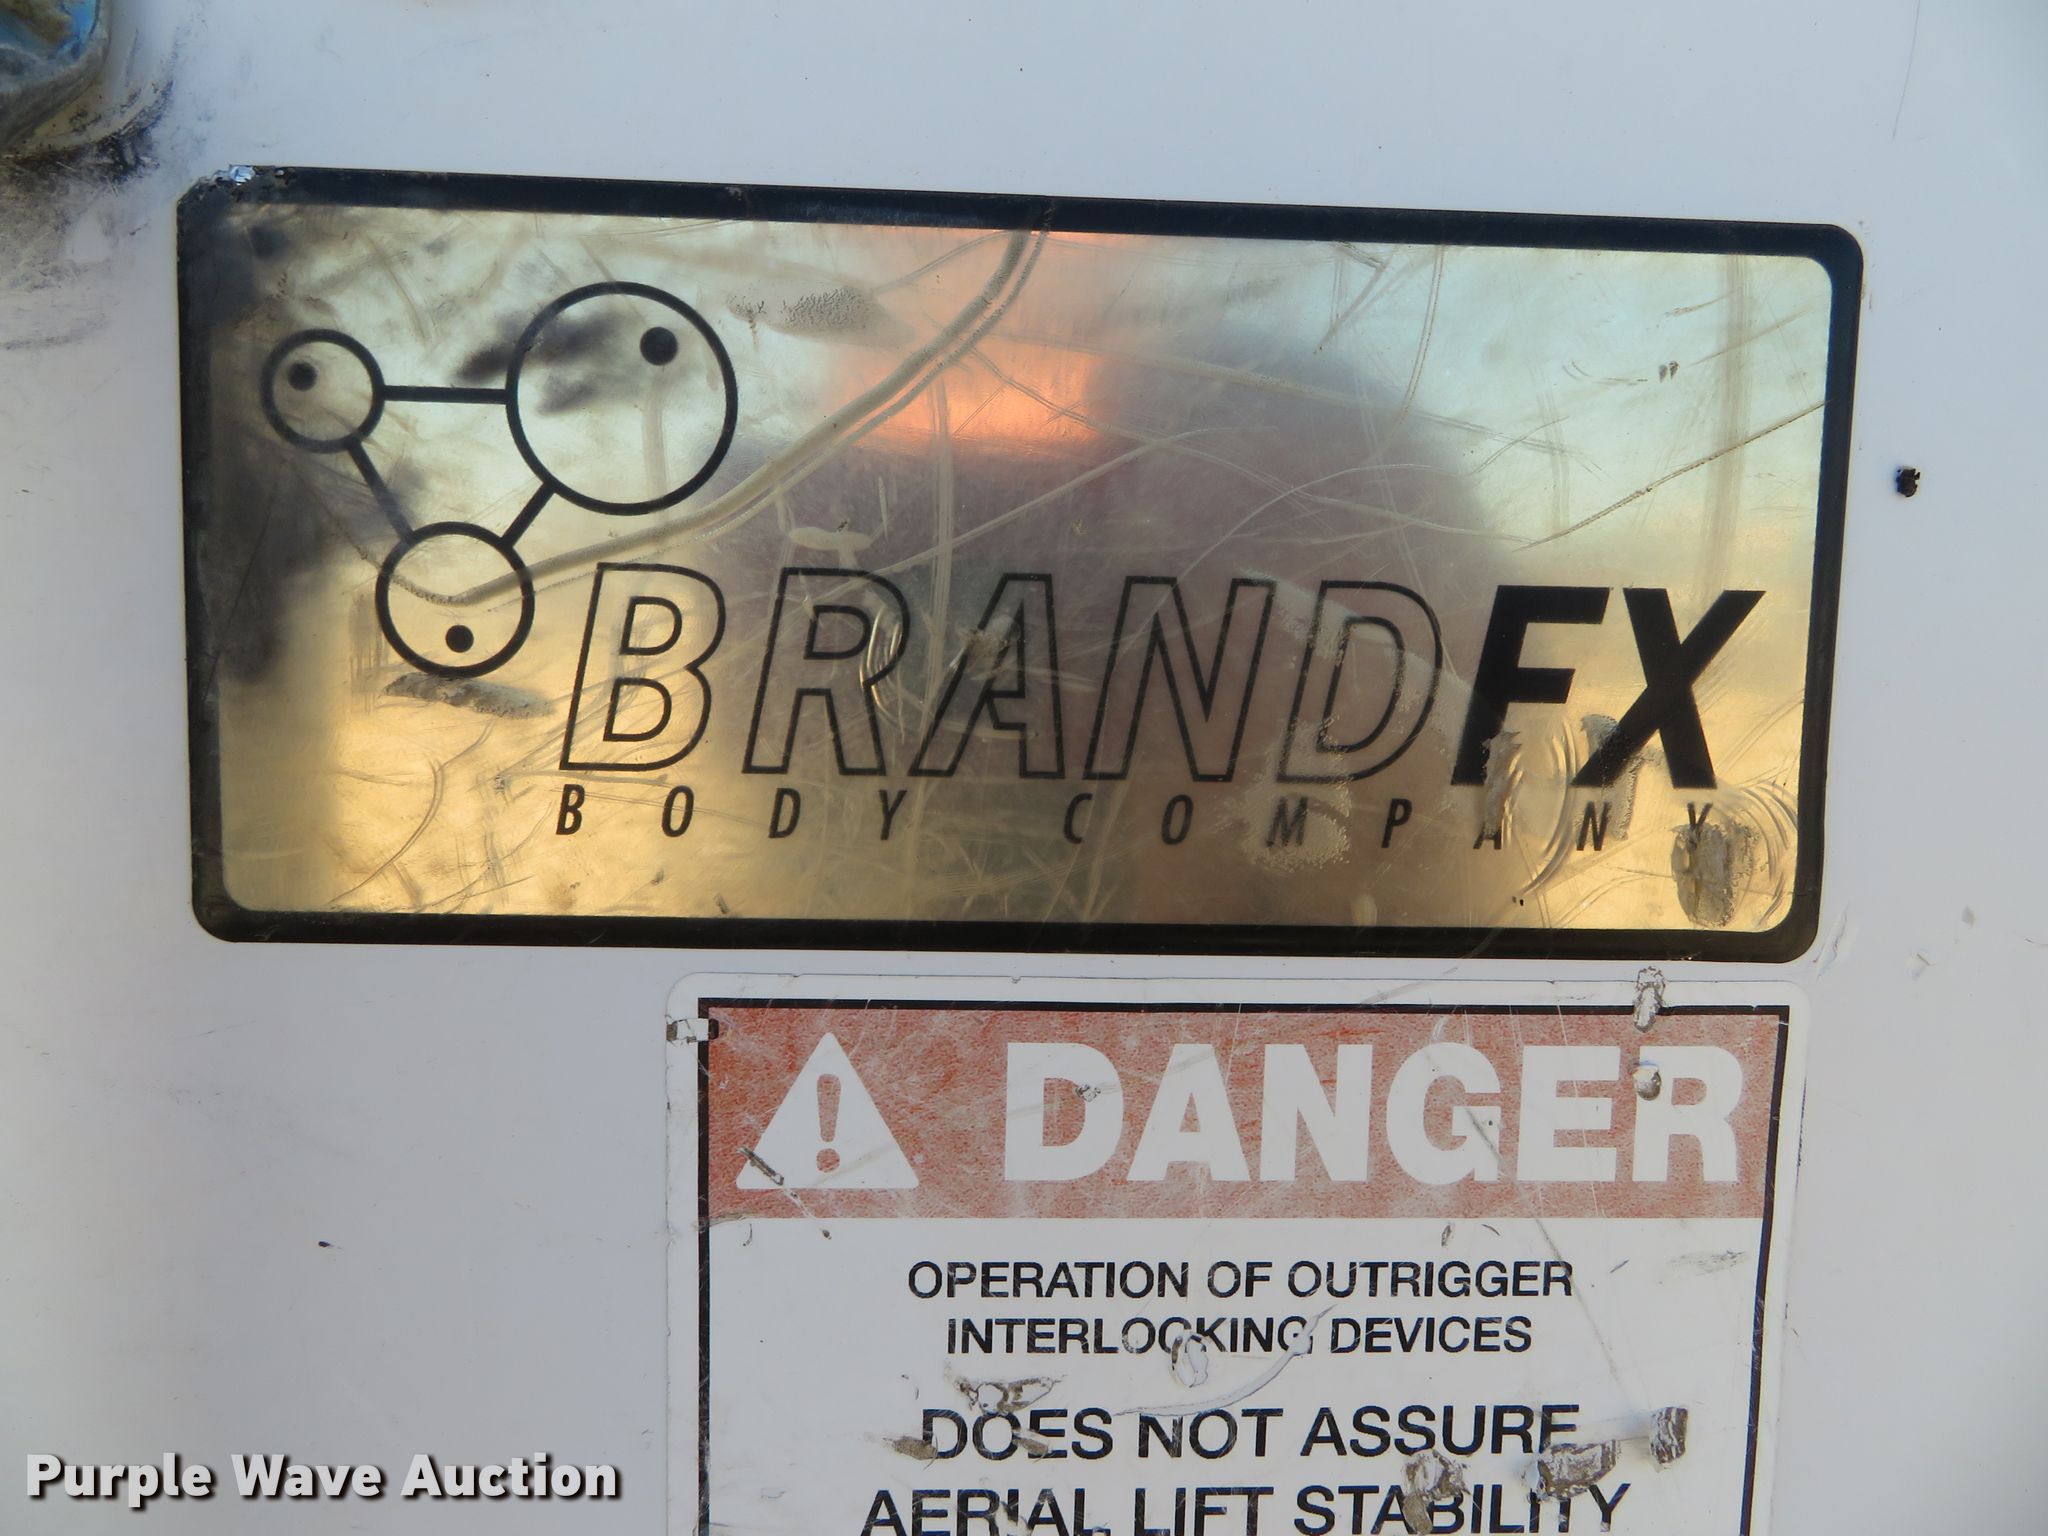 BRANDFX
BODY COMPANY
DANGER
OPERATION OF OUTRIGGER
INTERLOCKING DEVICES
DOES NOT ASSURE
AERIAL LIFT STABILITY
Purple Wave Auction